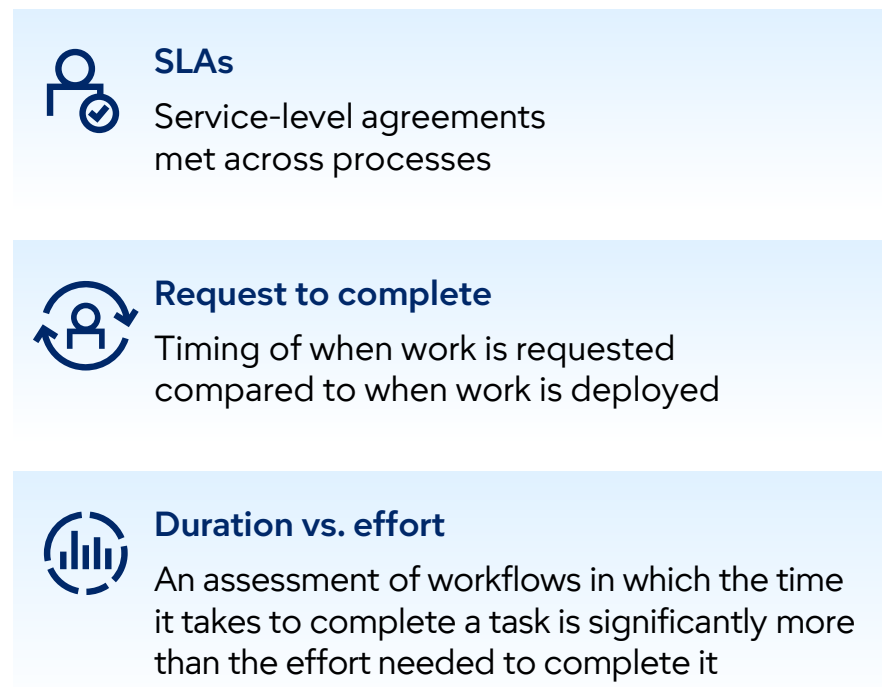 SLAs
Service-level agreements
met across processes
Request to complete
Timing of when work is requested
compared to when work is deployed
Duration vs. effort
An assessment of workflows in which the time
it takes to complete a task is significantly more
than the effort needed to complete it